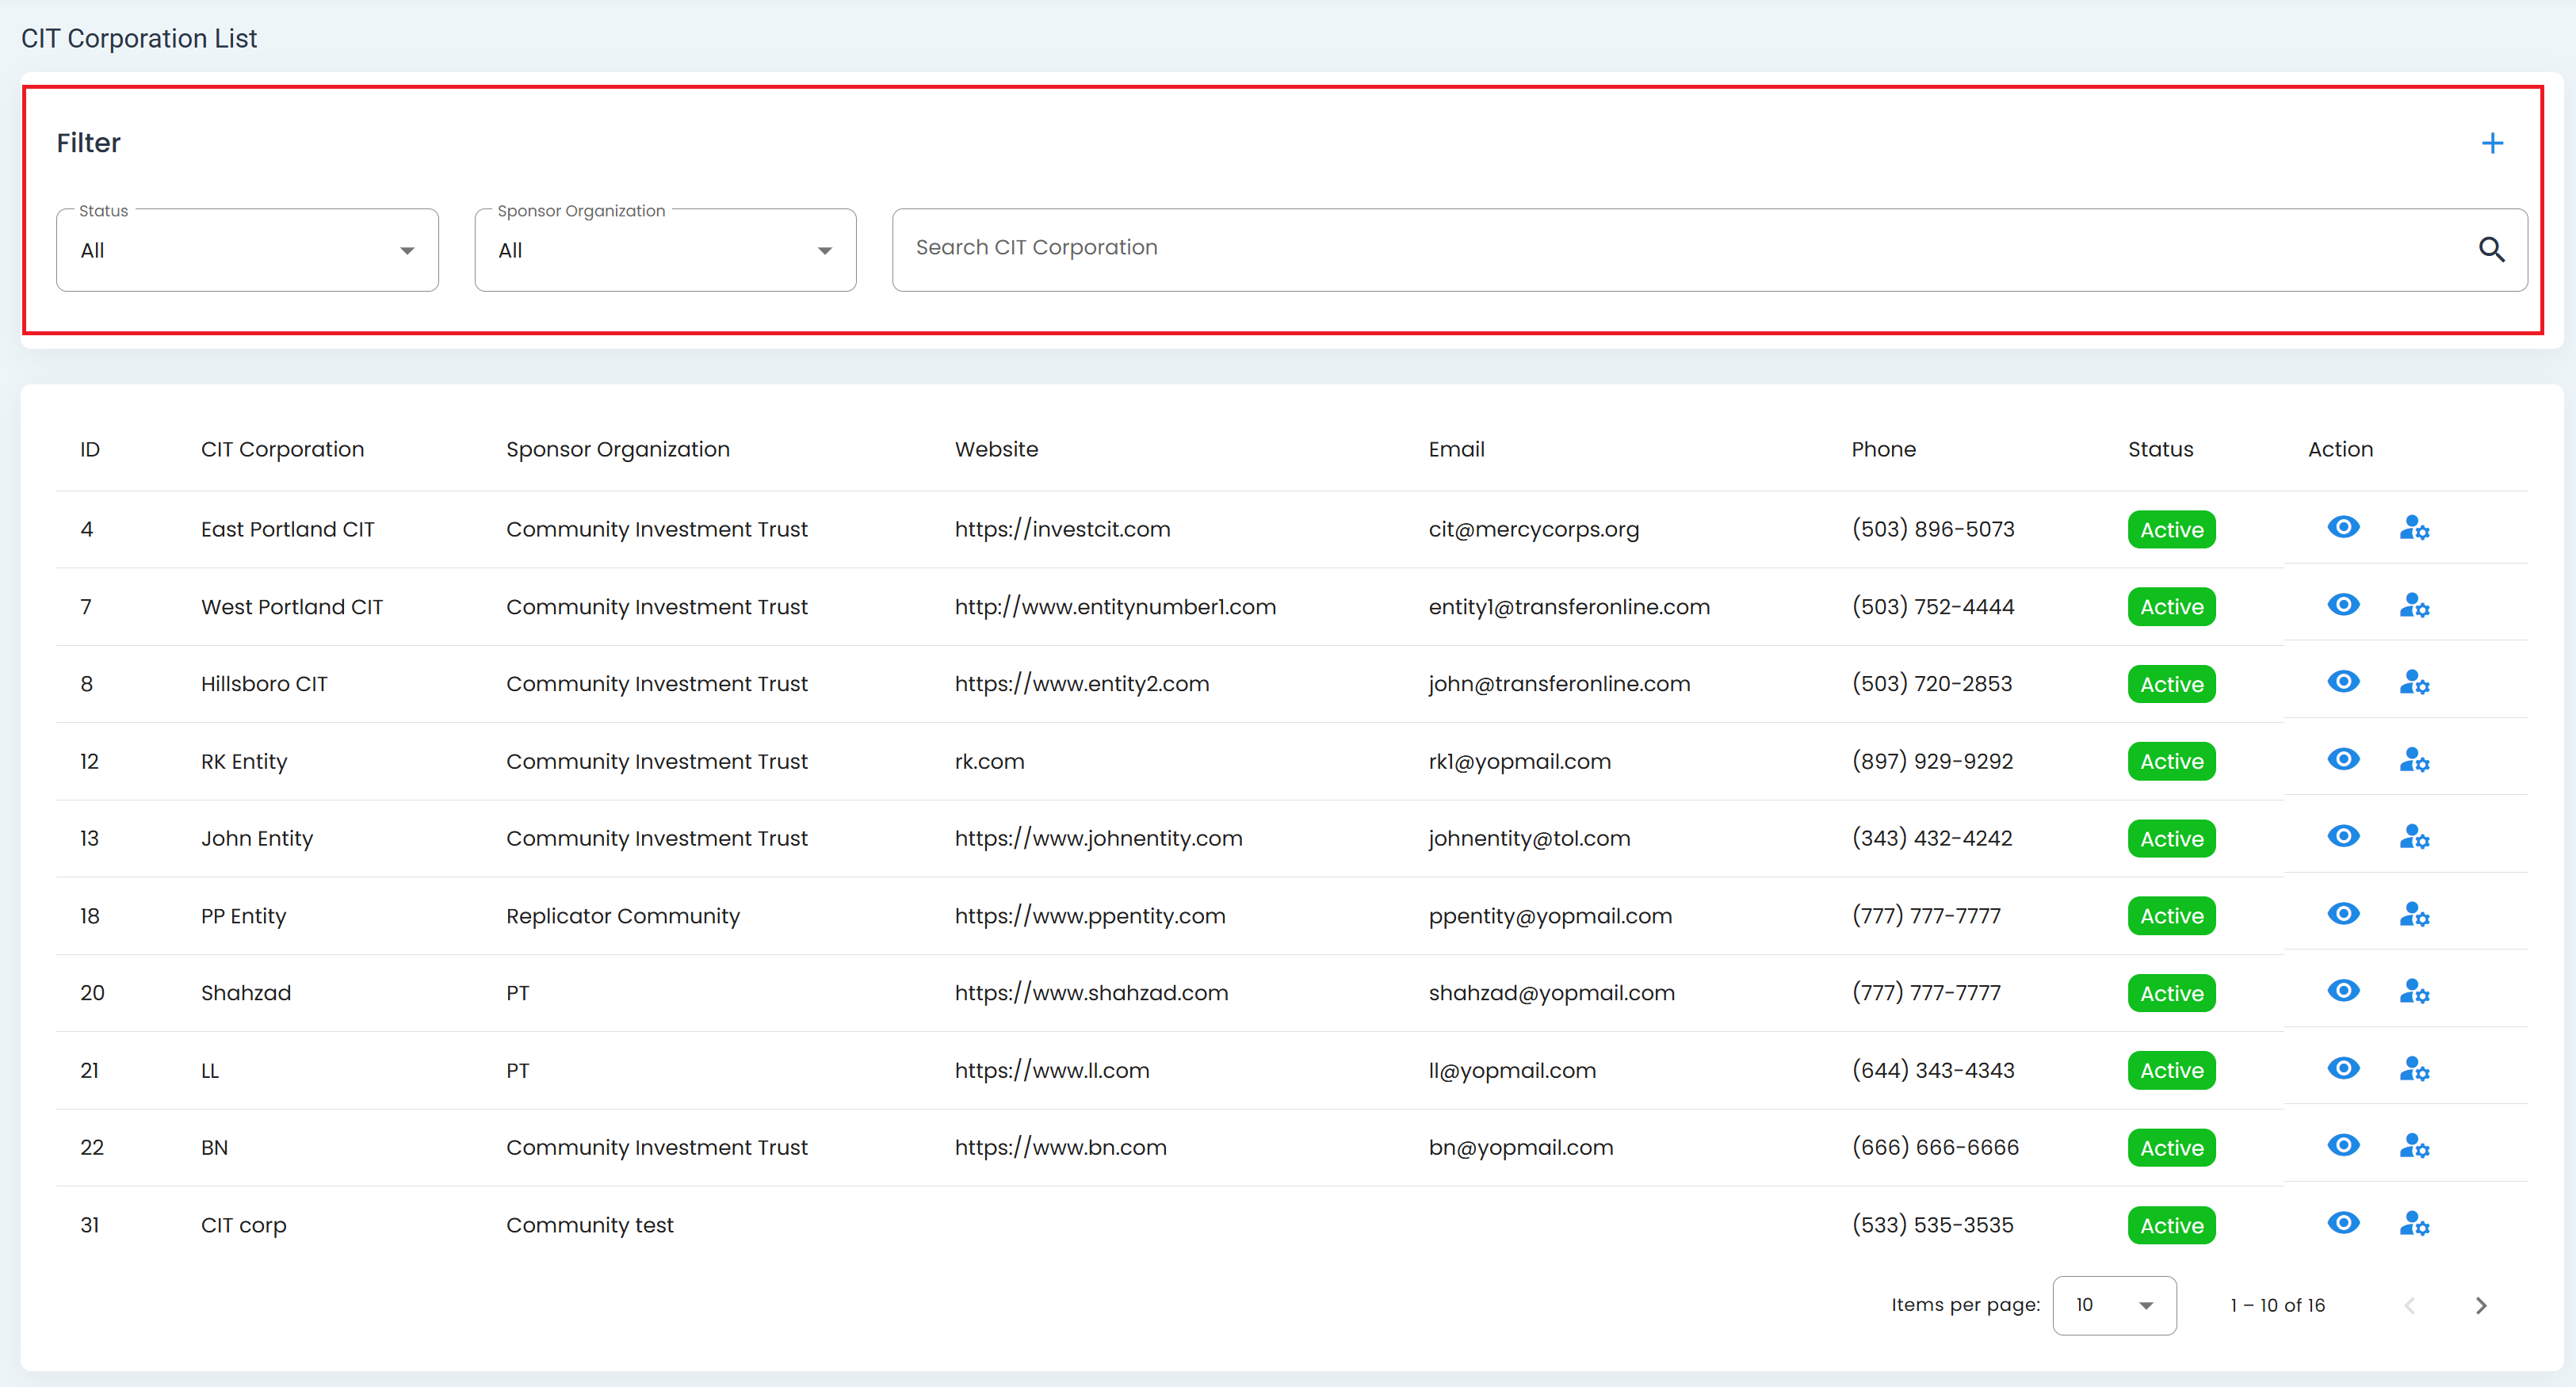 CIT Corporation List
Filter
Status
All
Sponsor Organization
All
Search CIT Corporation
ID CIT Corporation Sponsor Organization Website Email Phone Status Action
4 East Portland CIT Community Investment Trust https://investcit.com cit@mercycorps.org (503) 896-5073 Active
7 West Portland CIT Community Investment Trust http://www.entitynumber1.com entity1@transferonline.com (503) 752-4444 Active
8 Hillsboro CIT Community Investment Trust https://www.entity2.com john@transferonline.com (503) 720-2853 Active
12 RK Entity Community Investment Trust rk.com rk1@yopmail.com (897) 929-9292 Active
13 John Entity Community Investment Trust https://www.johnentity.com johnentity@tol.com (343) 432-4242 Active
18 PP Entity Replicator Community https://www.ppentity.com ppentity@yopmail.com (777) 777-7777 Active
20 Shahzad PT https://www.shahzad.com shahzad@yopmail.com (777) 777-7777 Active
21 LL PT https://www.ll.com ll@yopmail.com (644) 343-4343 Active
22 BN Community Investment Trust https://www.bn.com bn@yopmail.com (666) 666-6666 Active
31 CIT corp Community test (533) 535-3535 Active
Items per page: 10 1 – 10 of 16